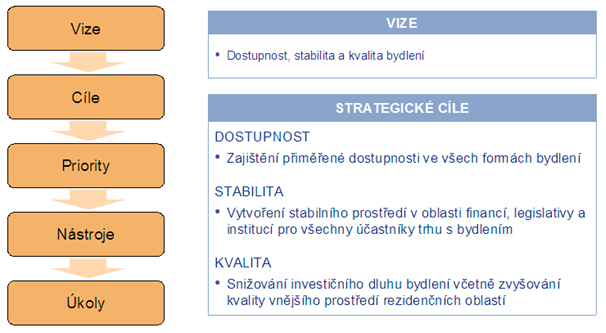 Vize
Cíle
Priority
Nástroje
Úkoly
VIZE
• Dostupnost, stabilita a kvalita bydlení
STRATEGICKÉ CÍLE
DOSTUPNOST
• Zajištění přiměřené dostupnosti ve všech formách bydlení
STABILITA
• Vytvoření stabilního prostředí v oblasti financí, legislativy a
institucí pro všechny účastníky trhu s bydlením
KVALITA
• Snižování investičního dluhu bydlení včetně zvyšování
kvality vnějšího prostředí rezidenčních oblastí